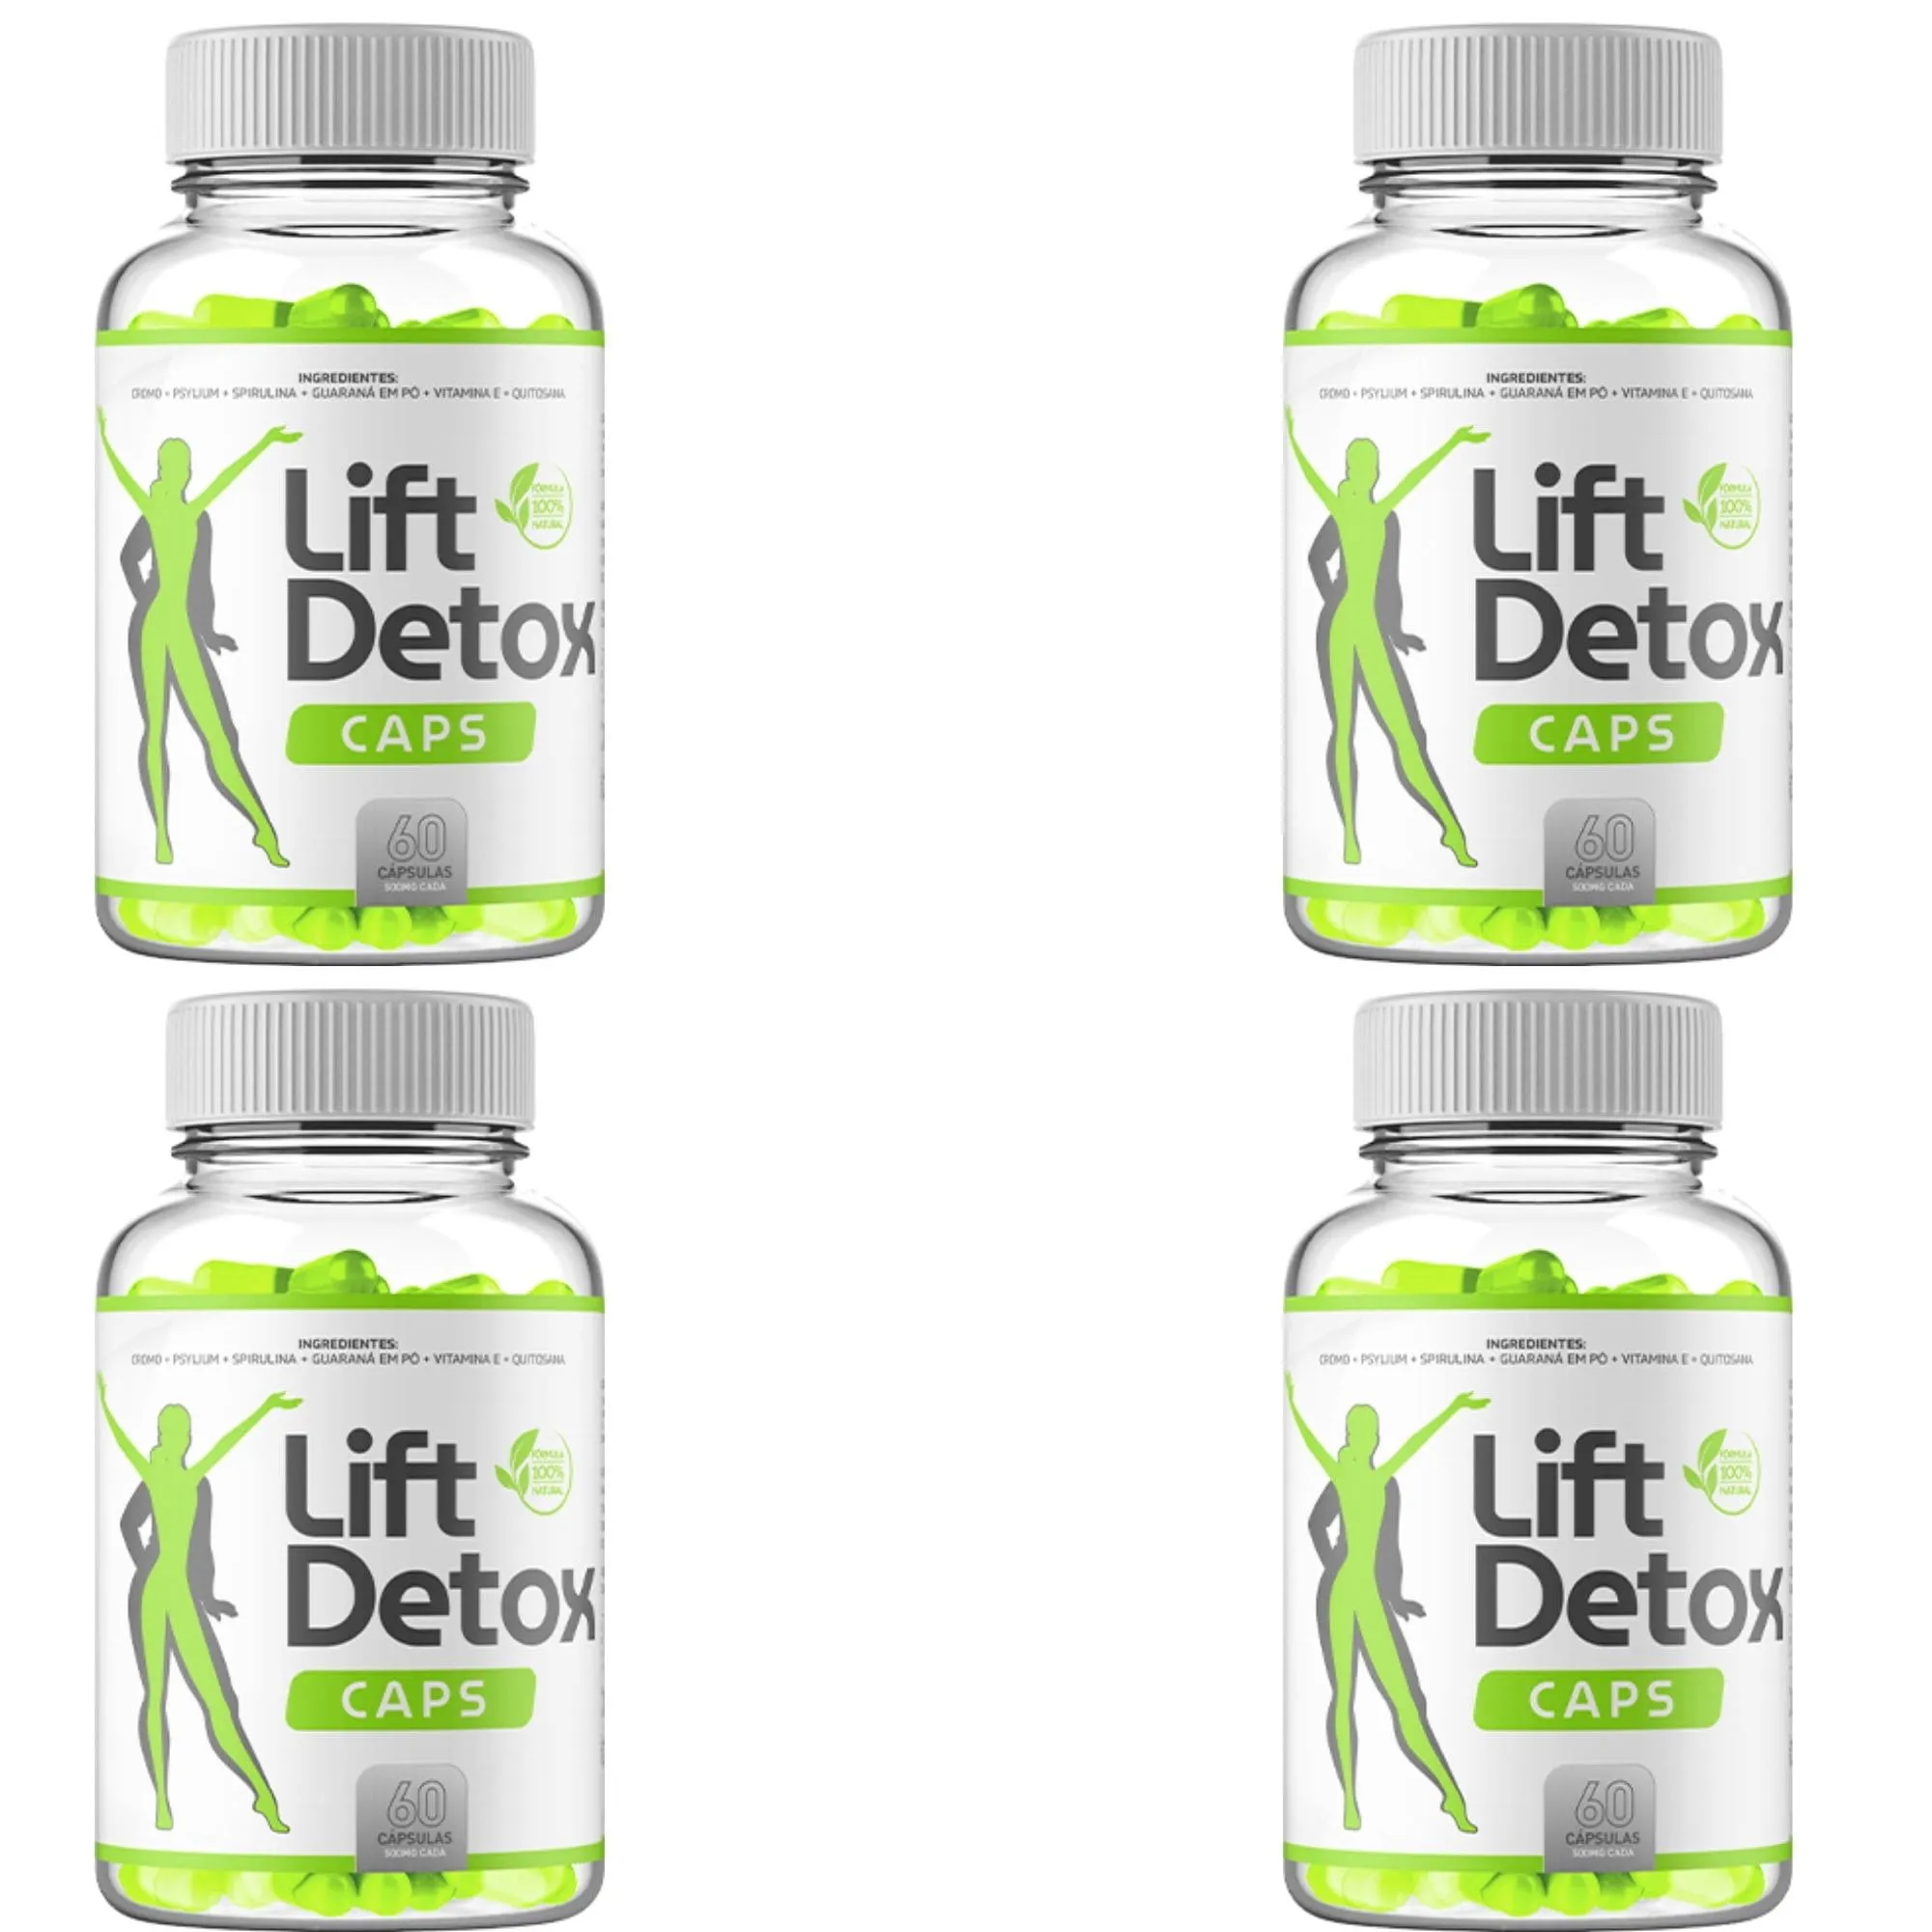 INGREDIENTES:
CROMO + PSYLIUM + SPIRULINA + GUARANÁ EM PÓ + VITAMINA E + QUITOSANA
Lift
FÓRMULA
100%
NATURAL
Detox
CAPS
60
CÁPSULAS
500MG CADA
INGREDIENTES:
CROMO + PSYLIUM + SPIRULINA + GUARANÁ EM PÓ + VITAMINA E + QUITOSANA
Lift
FÓRMULA
100%
NATURAL
Detox
CAPS
60
CÁPSULAS
500MG CADA
INGREDIENTES:
CROMO + PSYLIUM + SPIRULINA + GUARANÁ EM PÓ + VITAMINA E + QUITOSANA
Lift
FÓRMULA
100%
NATURAL
Detox
CAPS
60
CÁPSULAS
500MG CADA
INGREDIENTES:
CROMO + PSYLIUM + SPIRULINA + GUARANÁ EM PÓ + VITAMINA E + QUITOSANA
Lift
FÓRMULA
100%
NATURAL
Detox
CAPS
60
CÁPSULAS
500MG CADA